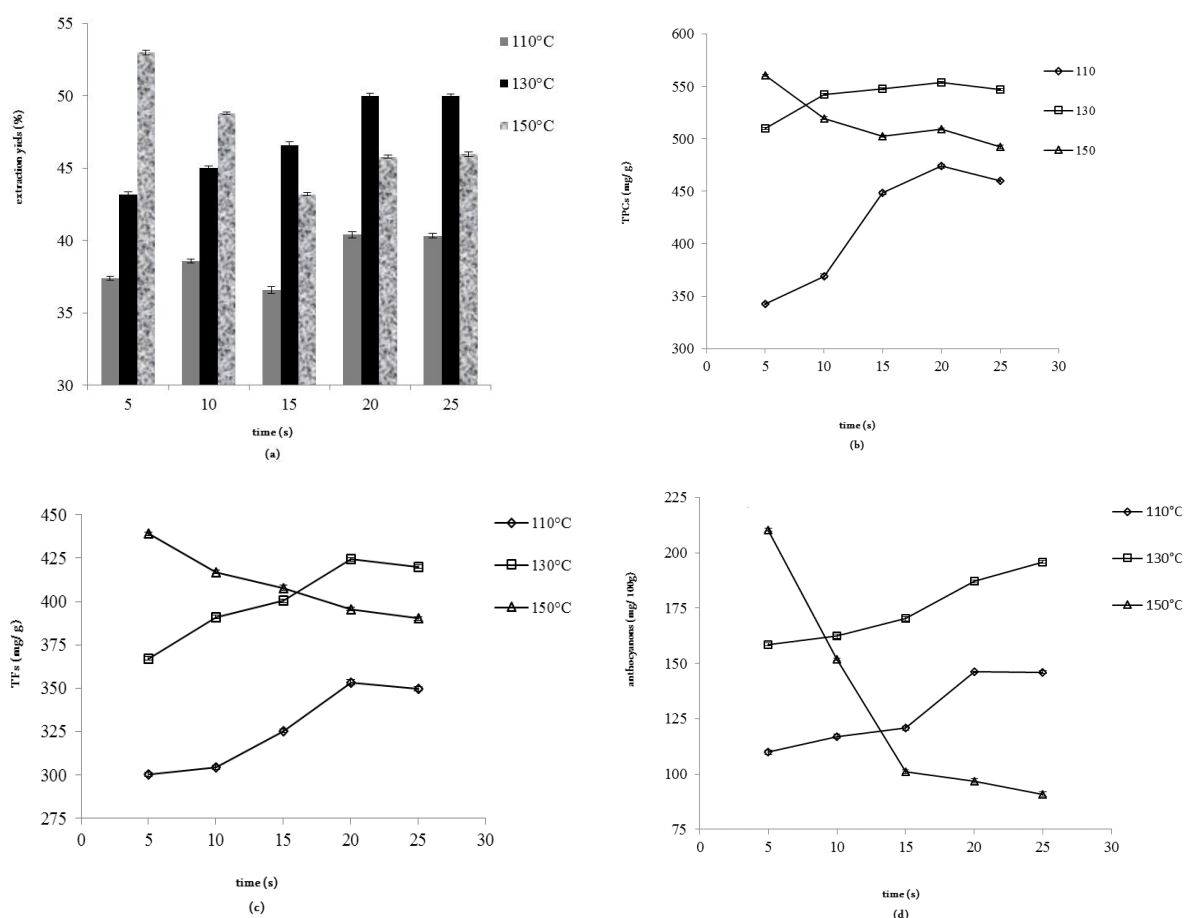 55
50
45
40
35
30
extraction yiels (%)
5 10 15 20 25
time (s)
(a)
110°C
130°C
150°C
600
550
500
450
400
350
300
TPCs (mg/ g)
0 5 10 15 20 25 30
time (s)
(b)
110
130
150
450
425
400
375
350
325
300
275
TFs (mg/ g)
0 5 10 15 20 25 30
time (s)
(c)
110°C
130°C
150°C
225
200
175
150
125
100
75
anthocyanons (mg/ 100g)
0 5 10 15 20 25 30
time (s)
(d)
110°C
130°C
150°C